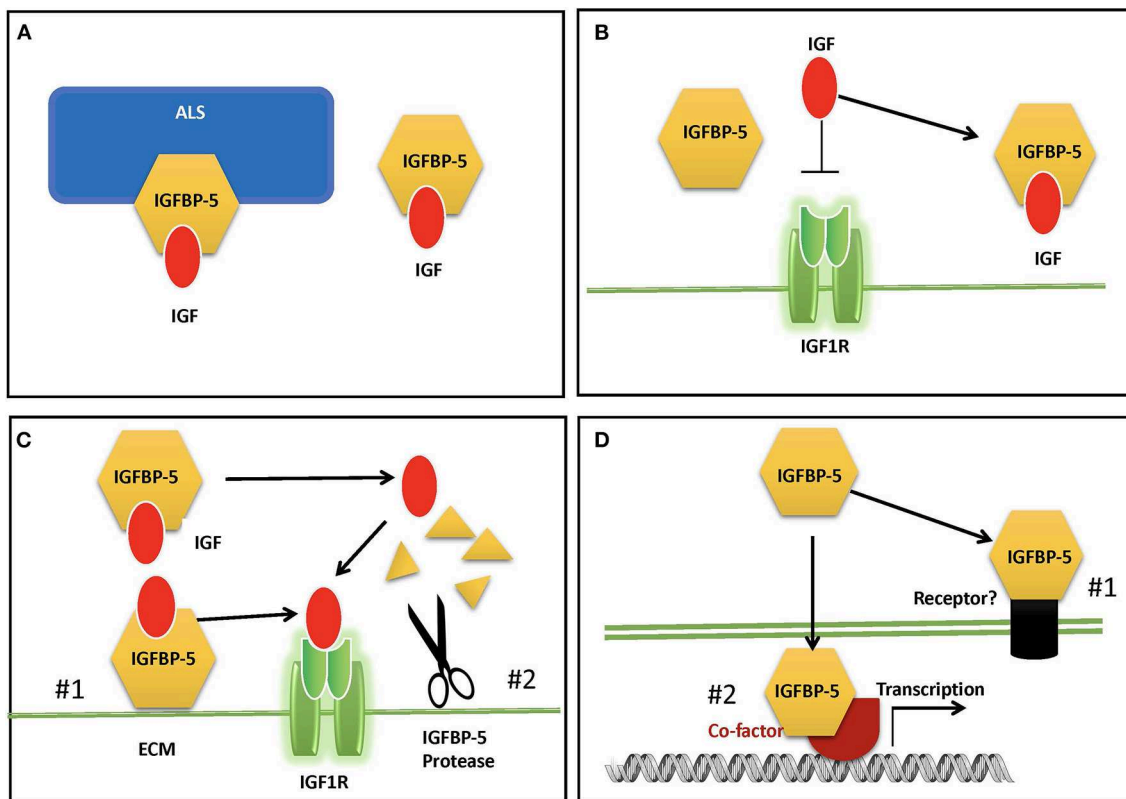 A
ALS
IGFBP-5
IGF
IGFBP-5
IGF
B
IGF
IGFBP-5
IGFBP-5
IGF
IGF1R
C
IGFBP-5
IGF
IGFBP-5
#1
ECM
IGF1R
#2
IGFBP-5
Protease
D
IGFBP-5
IGFBP-5
Receptor?
#1
IGFBP-5
#2
Co-factor
Transcription